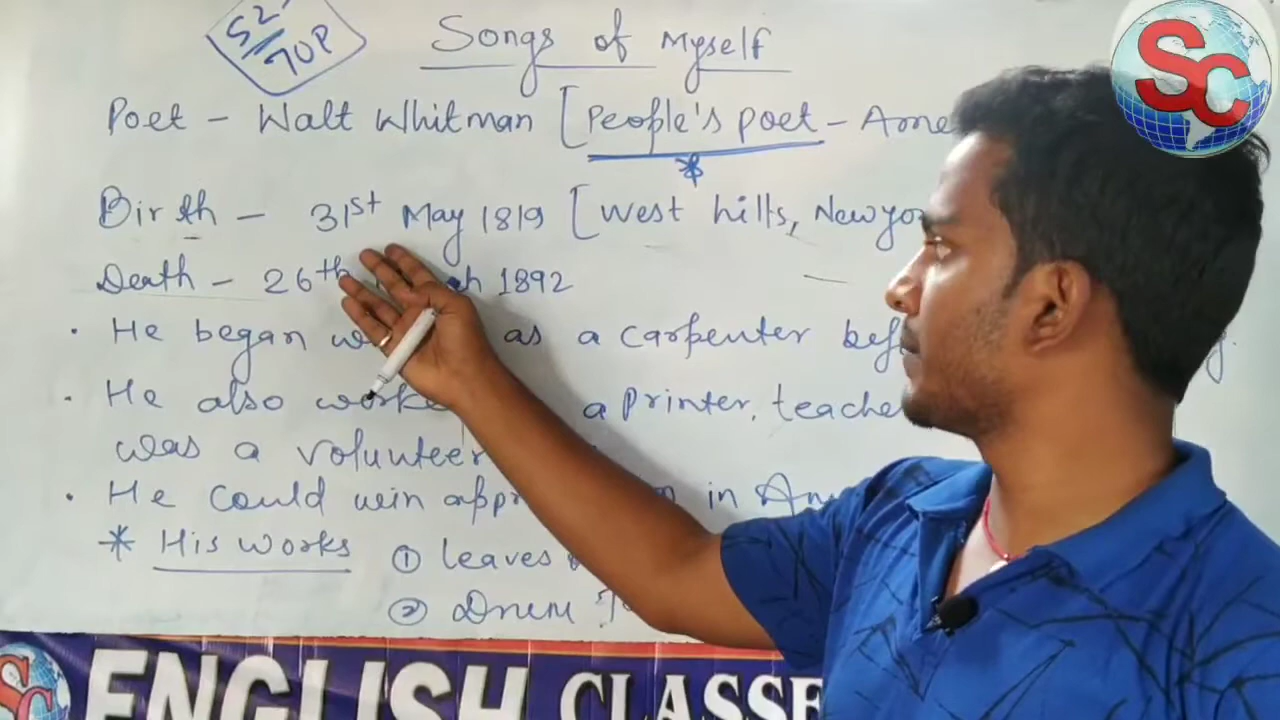 52
TOP
Songs of Myself
Poet - Walt Whitman [People's poet - Ame
Birth - 31st May 1819 [West hills, Newyo
Death - 26th 1892
• He began as a carpenter
• He also a printer, teache
was a volunteer
• He could win in
* His works ① leaves
② Drum
SC
SC ENGLISH CLASSE